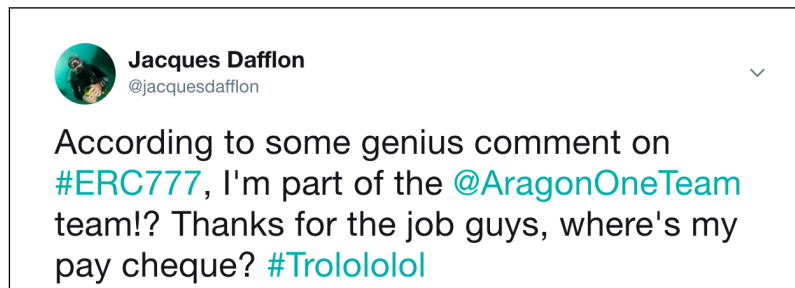 Jacques Dafflon
@jacquesdafflon
According to some genius comment on
#ERC777, I'm part of the @AragonOneTeam
team!? Thanks for the job guys, where's my
pay cheque? #Trolololol